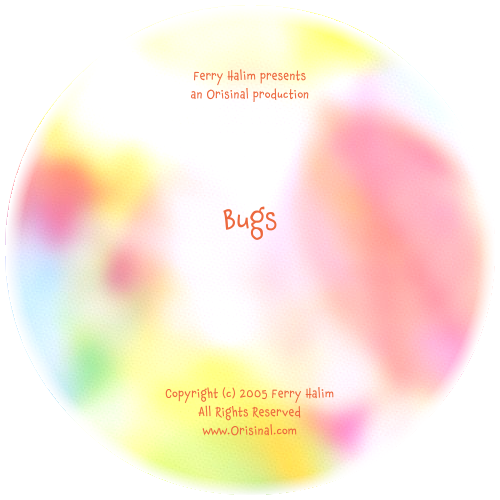 Ferry Halim presents
an Orisinal production
Bugs
Copyright (c) 2005 Ferry Halim
All Rights Reserved
www.Orisinal.com